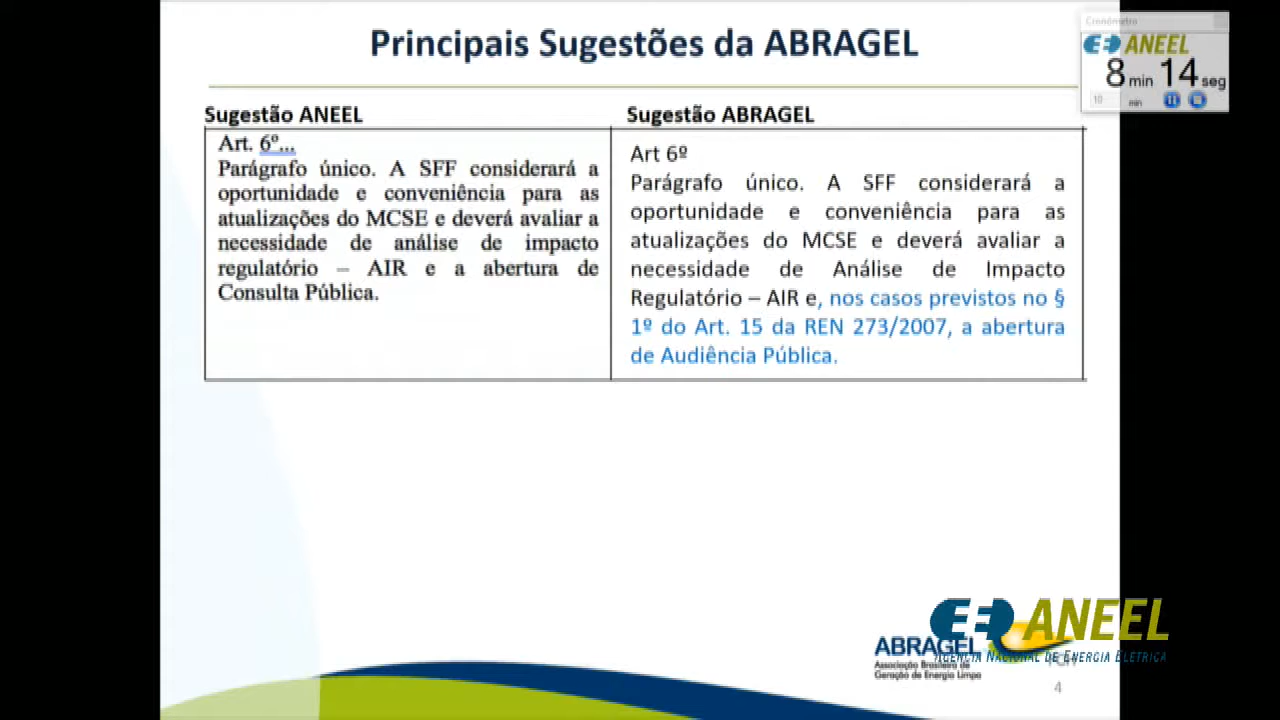 Principais Sugestões da ABRAGEL
Cronômetro
ANEEL
8 min 14 seg
10 min
Sugestão ANEEL
Art. 6º...
Parágrafo único. A SFF considerará a
oportunidade e conveniência para as
atualizações do MCSE e deverá avaliar a
necessidade de análise de impacto
regulatório – AIR e a abertura de
Consulta Pública.
Sugestão ABRAGEL
Art 6º
Parágrafo único. A SFF considerará a
oportunidade e conveniência para as
atualizações do MCSE e deverá avaliar a
necessidade de Análise de Impacto
Regulatório – AIR e, nos casos previstos no §
1º do Art. 15 da REN 273/2007, a abertura
de Audiência Pública.
ANEEL
AGÊNCIA NACIONAL DE ENERGIA ELÉTRICA
ABRAGEL
Associação Brasileira de
Geração de Energia Limpa
4